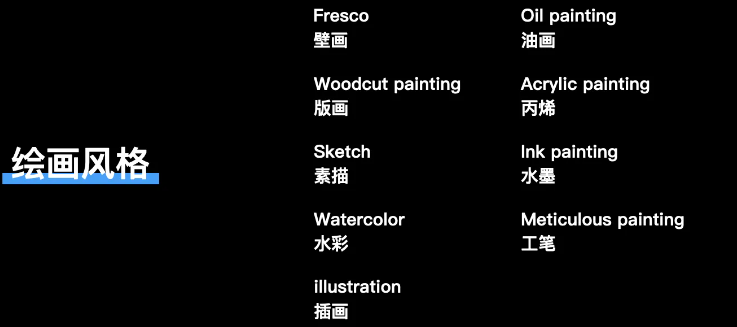 绘画风格
Fresco
壁画
Oil painting
油画
Woodcut painting
版画
Acrylic painting
丙烯
Sketch
素描
Ink painting
水墨
Watercolor
水彩
Meticulous painting
工笔
illustration
插画